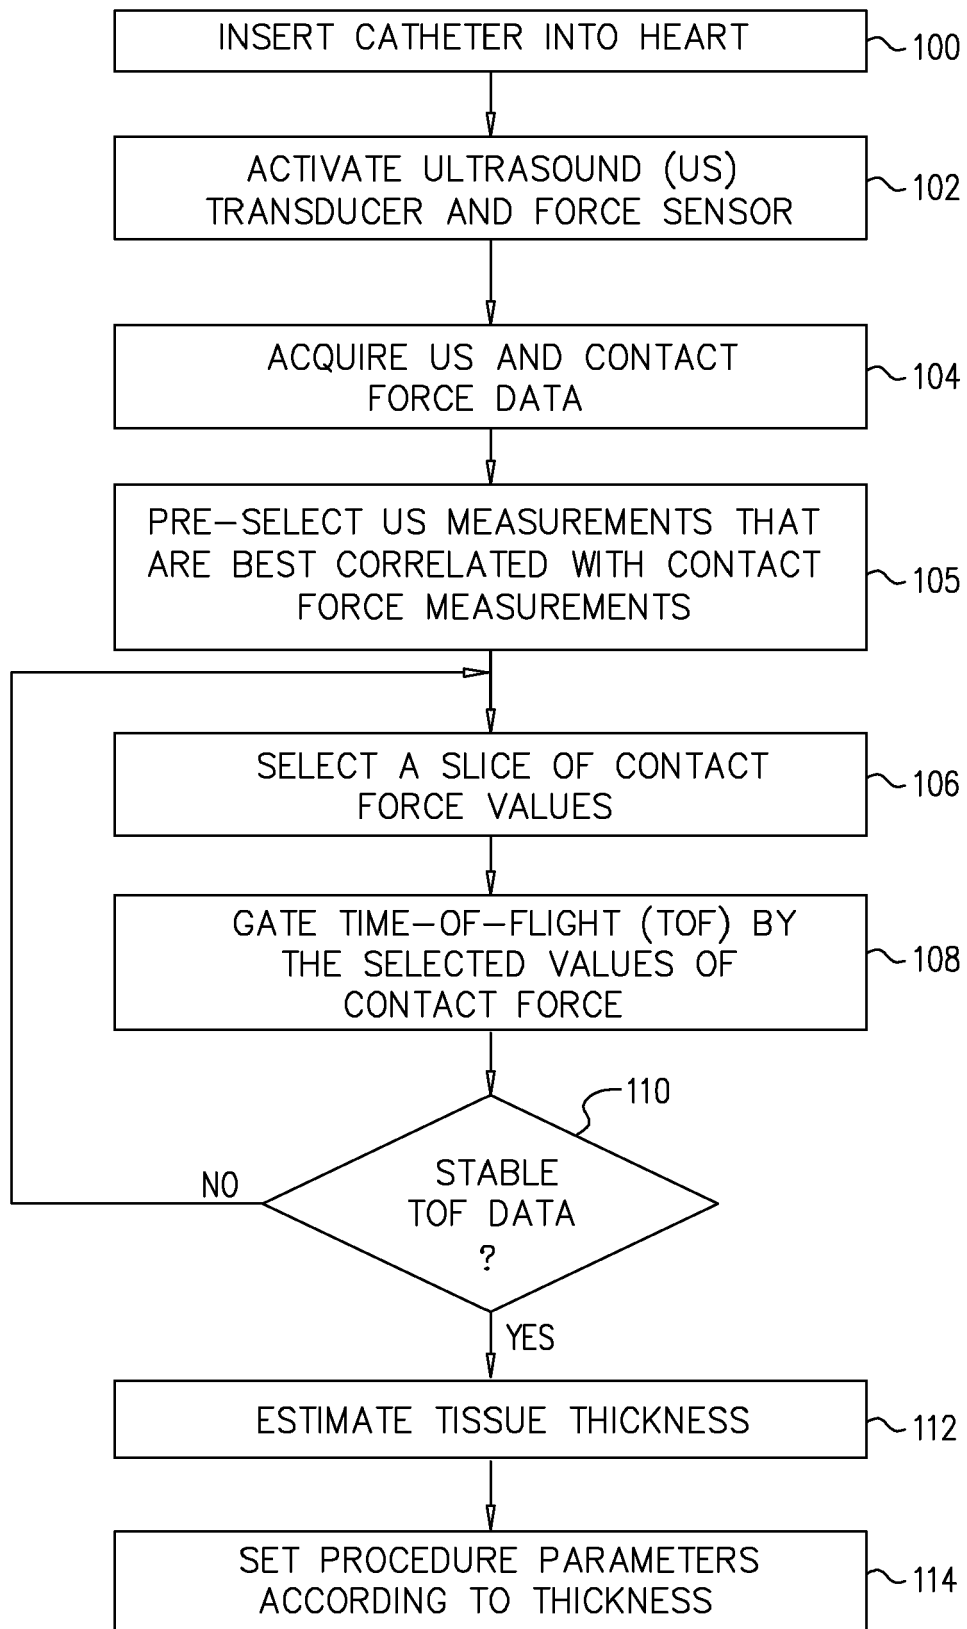 INSERT CATHETER INTO HEART
100
ACTIVATE ULTRASOUND (US)
TRANSDUCER AND FORCE SENSOR
102
ACQUIRE US AND CONTACT
FORCE DATA
104
PRE-SELECT US MEASUREMENTS THAT
ARE BEST CORRELATED WITH CONTACT
FORCE MEASUREMENTS
105
SELECT A SLICE OF CONTACT
FORCE VALUES
106
GATE TIME-OF-FLIGHT (TOF) BY
THE SELECTED VALUES OF
CONTACT FORCE
108
110
STABLE
TOF DATA
?
NO
YES
ESTIMATE TISSUE THICKNESS
112
SET PROCEDURE PARAMETERS
ACCORDING TO THICKNESS
114